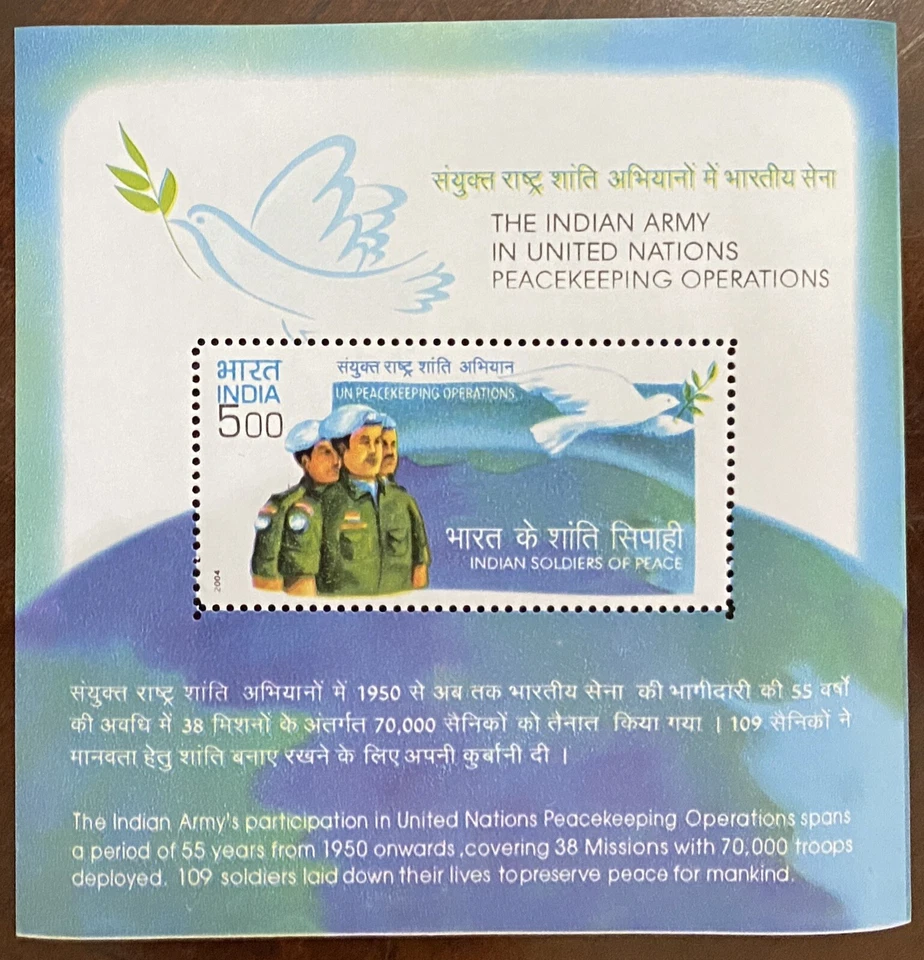 संयुक्त राष्ट्र शांति अभियानों में भारतीय सेना
THE INDIAN ARMY
IN UNITED NATIONS
PEACEKEEPING OPERATIONS
भारत
INDIA
500
संयुक्त राष्ट्र शांति अभियान
UN PEACEKEEPING OPERATIONS
भारत के शांति सिपाही
INDIAN SOLDIERS OF PEACE
2004
संयुक्त राष्ट्र शांति अभियानों में 1950 से अब तक भारतीय सेना की भागीदारी की 55 वर्षों
की अवधि में 38 मिशनों के अंतर्गत 70,000 सैनिकों को तैनात किया गया । 109 सैनिकों ने
मानवता हेतु शांति बनाए रखने के लिए अपनी कुर्बानी दी ।
The Indian Army's participation in United Nations Peacekeeping Operations spans
a period of 55 years from 1950 onwards ,covering 38 Missions with 70,000 troops
deployed. 109 soldiers laid down their lives topreserve peace for mankind.